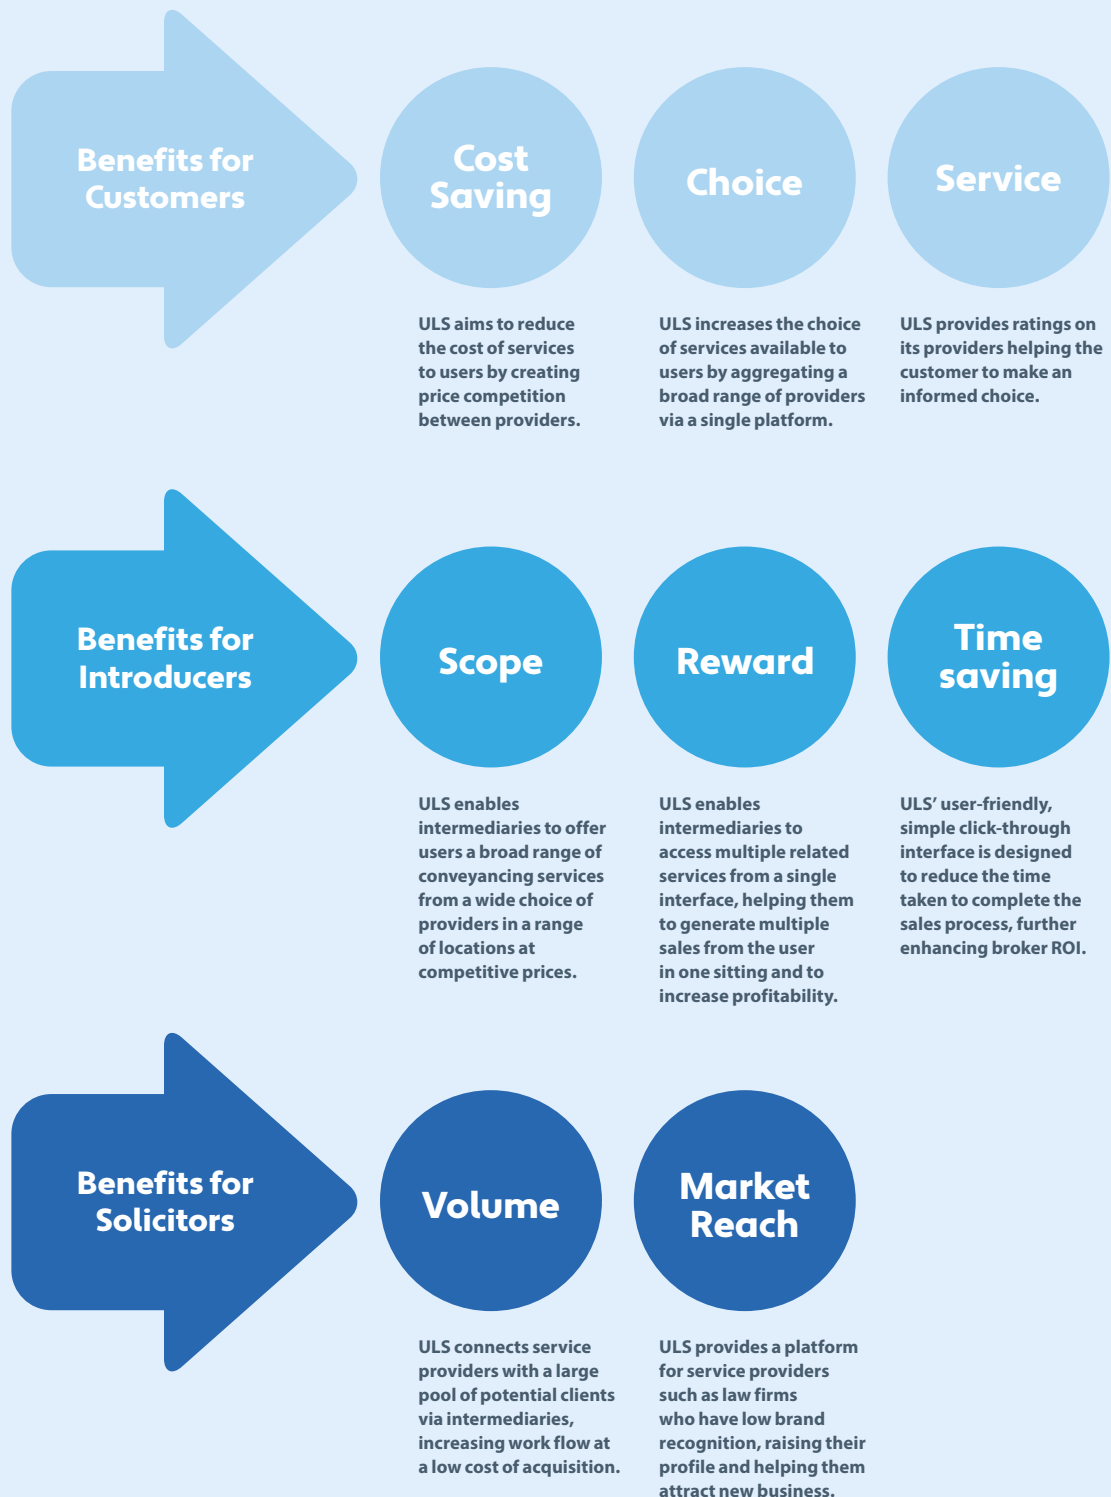 Benefits for
Customers
Cost
Saving
Choice
Service
ULS aims to reduce
the cost of services
to users by creating
price competition
between providers.
ULS increases the choice
of services available to
users by aggregating a
broad range of providers
via a single platform.
ULS provides ratings on
its providers helping the
customer to make an
informed choice.
Benefits for
Introducers
Scope
Reward
Time
saving
ULS enables
intermediaries to offer
users a broad range of
conveyancing services
from a wide choice of
providers in a range
of locations at
competitive prices.
ULS enables
intermediaries to
access multiple related
services from a single
interface, helping them
to generate multiple
sales from the user
in one sitting and to
increase profitability.
ULS’ user-friendly,
simple click-through
interface is designed
to reduce the time
taken to complete the
sales process, further
enhancing broker ROI.
Benefits for
Solicitors
Volume
Market
Reach
ULS connects service
providers with a large
pool of potential clients
via intermediaries,
increasing work flow at
a low cost of acquisition.
ULS provides a platform
for service providers
such as law firms
who have low brand
recognition, raising their
profile and helping them
attract new business.